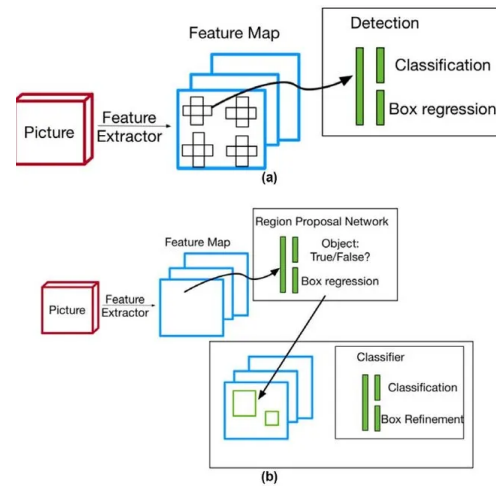 Detection
Feature Map
Classification
Picture
Feature
Extractor
Box regression
(a)
Region Proposal Network
Feature Map
Object:
True/False?
Box regression
Picture
Feature
Extractor
Classifier
Classification
Box Refinement
(b)